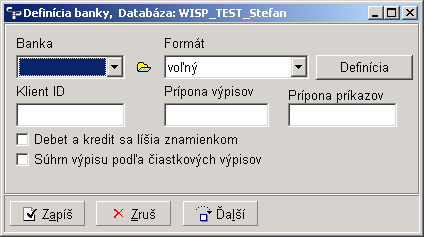 Definícia banky, Databáza: WISP_TEST_Stefan
Banka
Formát
voľný
Definícia
Klient ID
Prípona výpisov
Prípona príkazov
Debet a kredit sa líšia znamienkom
Súhrn výpisu podľa čiastkových výpisov
Zapíš
Zruš
Ďalší